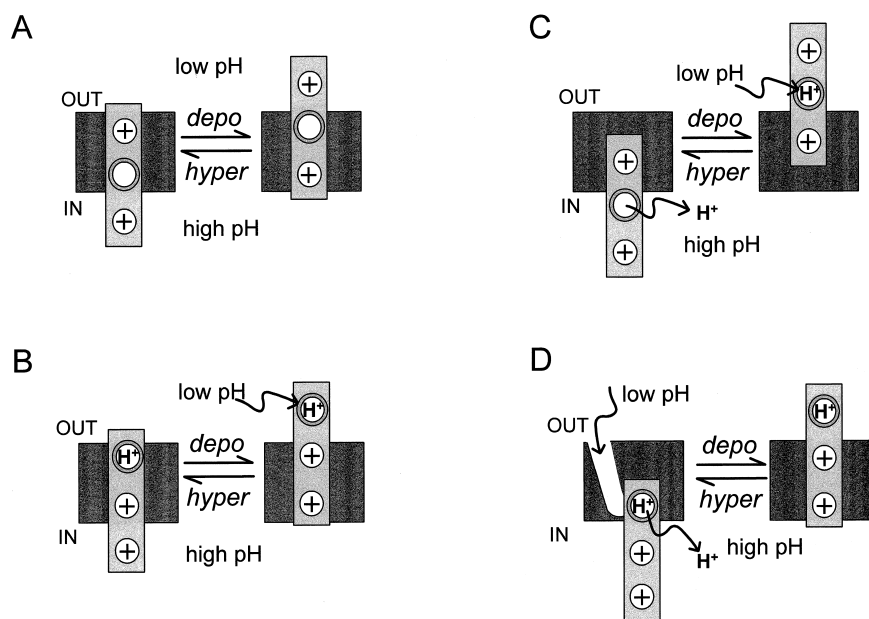 A
low pH
OUT
depo
+
+
hyper
+
+
IN
high pH
B
low pH
H+
OUT
depo
H+
+
hyper
+
+
IN
+
high pH
C
+
low pH
H+
OUT
depo
+
+
hyper
IN
H+
high pH
+
D
low pH
H+
OUT
depo
+
hyper
H+
+
IN
H+
high pH
+
+